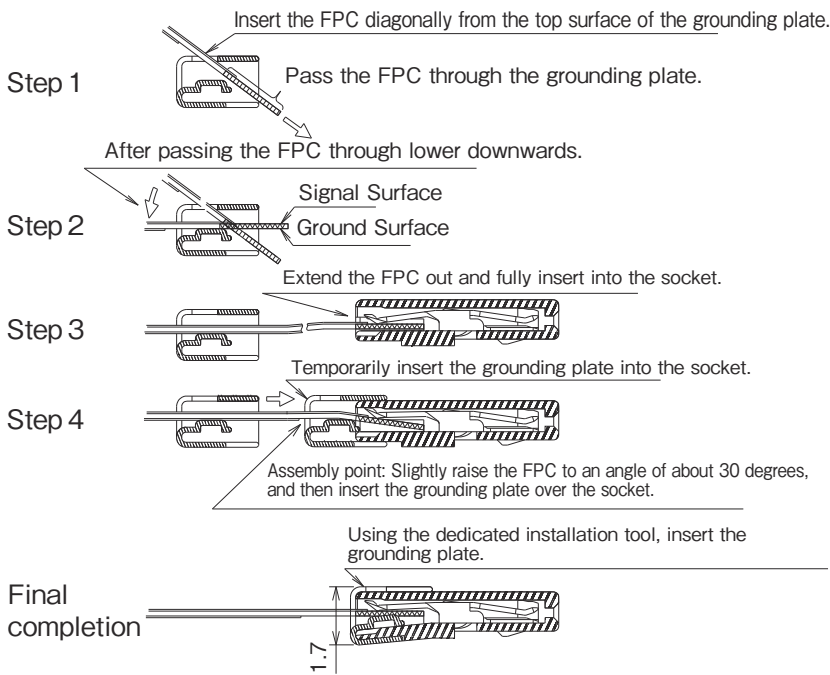 Insert the FPC diagonally from the top surface of the grounding plate.
Step 1
Pass the FPC through the grounding plate.
After passing the FPC through lower downwards.
Step 2
Signal Surface
Ground Surface
Extend the FPC out and fully insert into the socket.
Step 3
Temporarily insert the grounding plate into the socket.
Step 4
Assembly point: Slightly raise the FPC to an angle of about 30 degrees,
and then insert the grounding plate over the socket.
Using the dedicated installation tool, insert the
grounding plate.
Final
completion
1.7